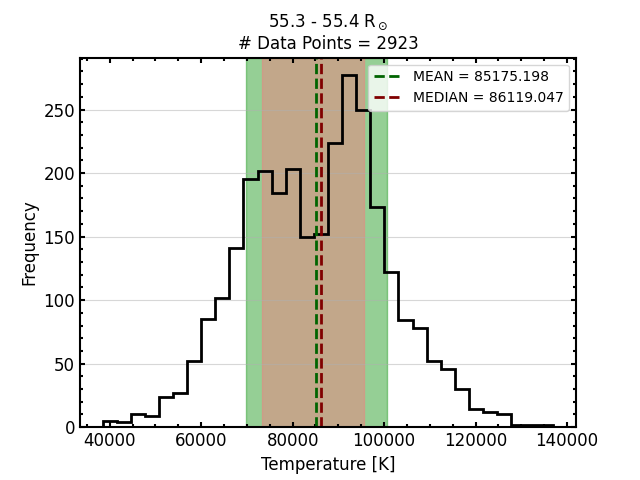 55.3 - 55.4 R⊙
# Data Points = 2923
MEAN = 85175.198
MEDIAN = 86119.047
Frequency
250
200
150
100
50
0
40000 60000 80000 100000 120000 140000
Temperature [K]